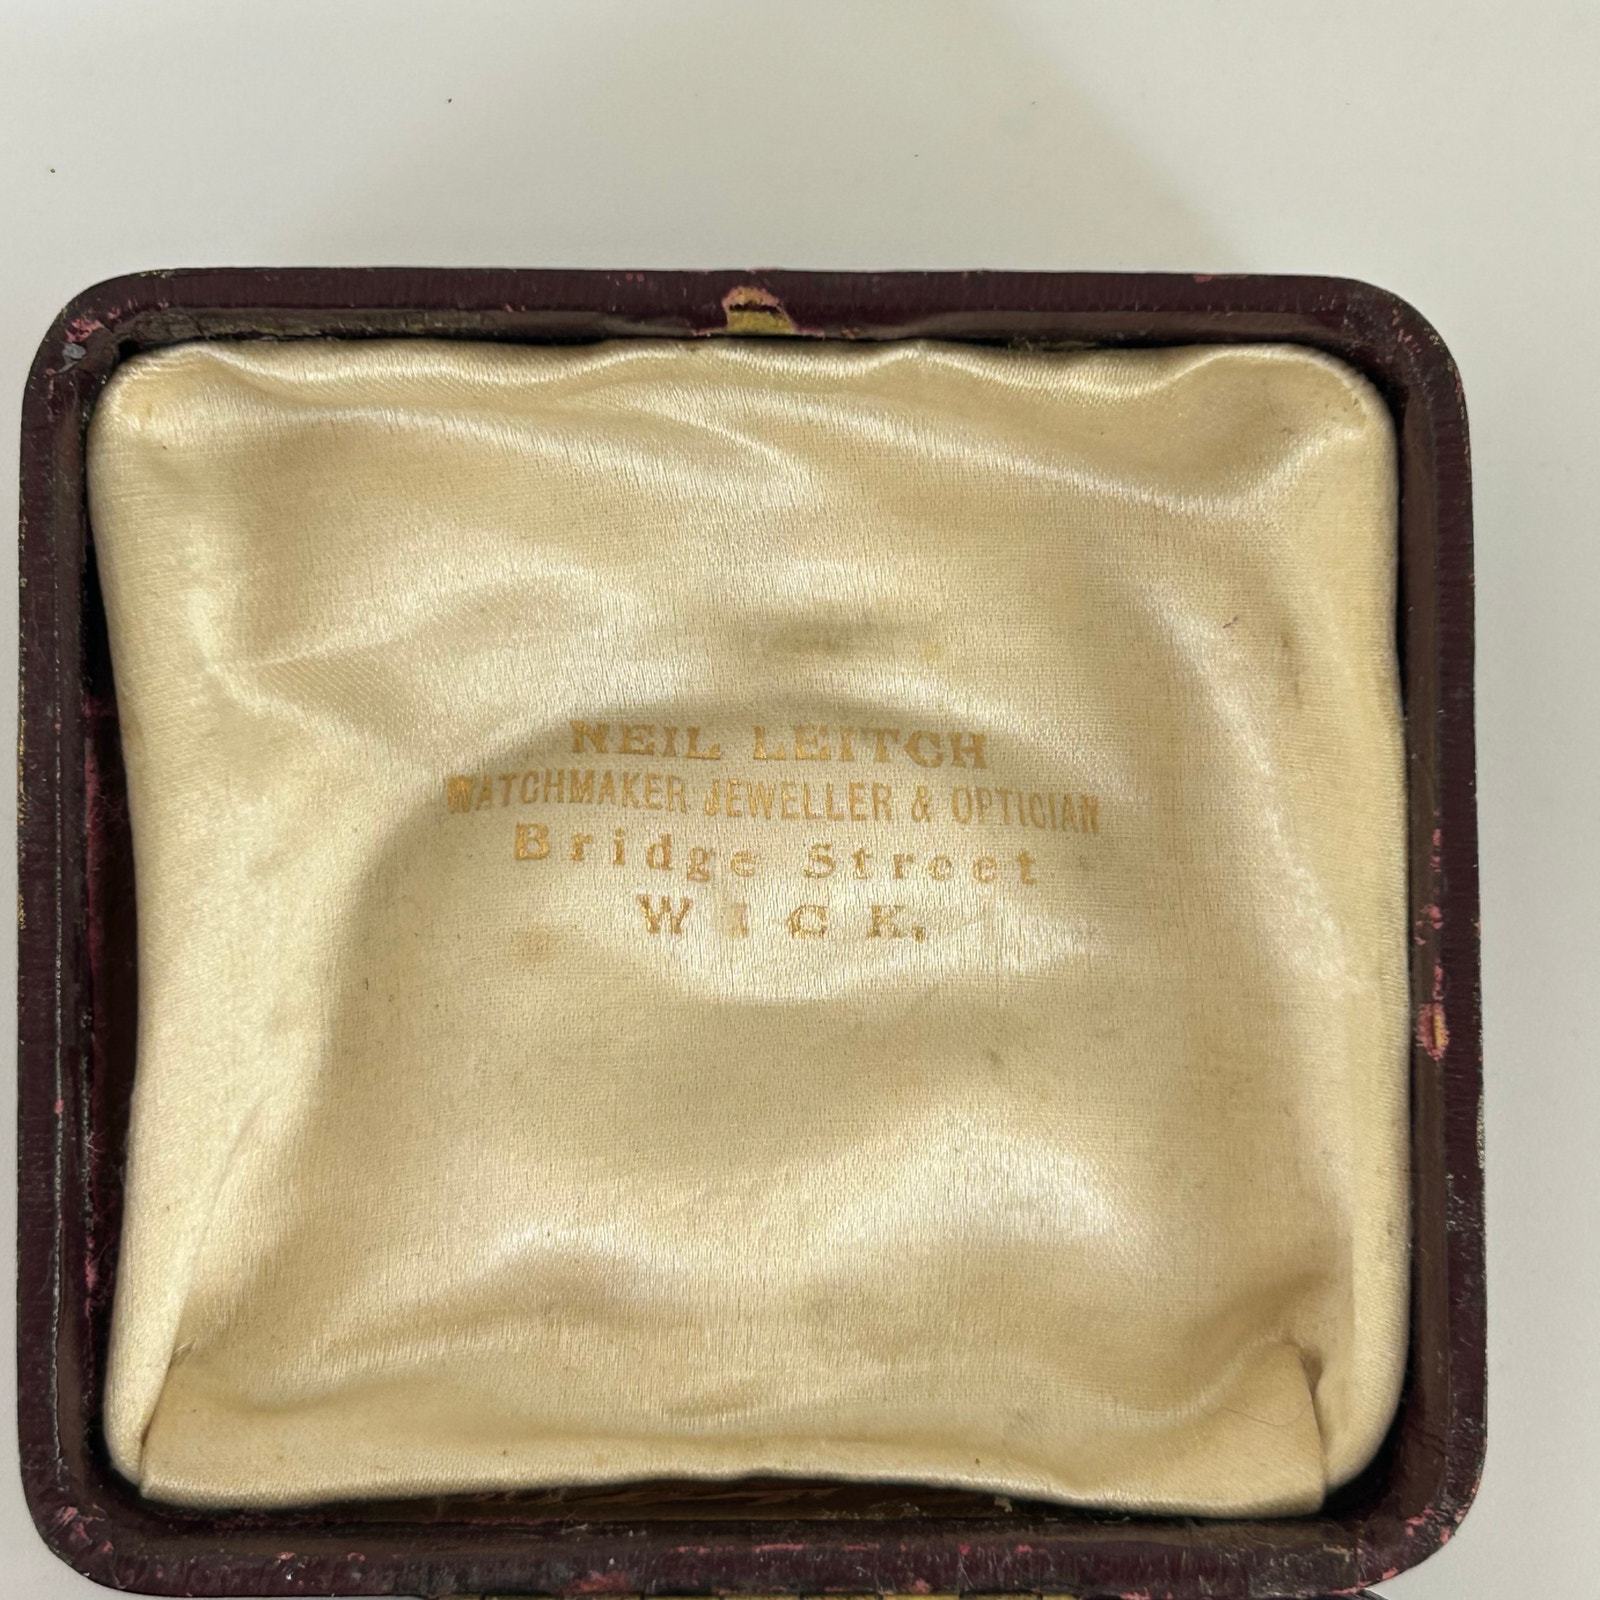 NEIL LEITCH
WATCHMAKER JEWELLER & OPTICIAN
Bridge Street
WICK.